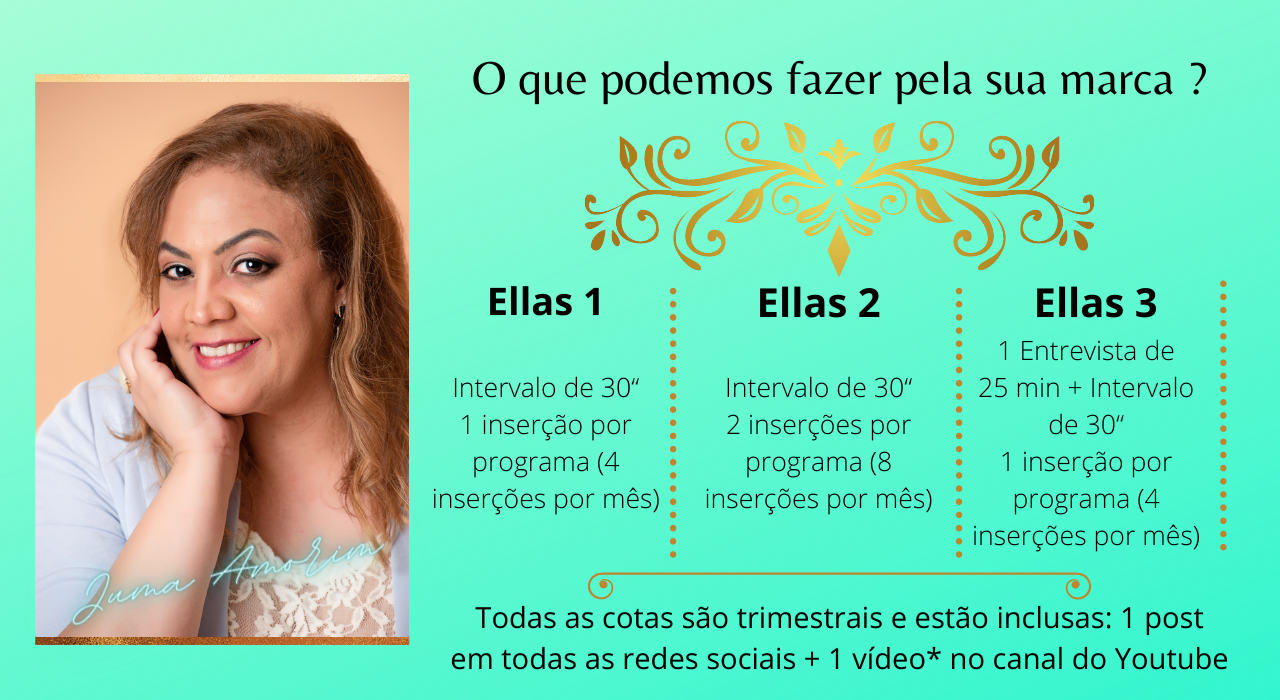 O que podemos fazer pela sua marca ?
Ellas 1
Intervalo de 30“
1 inserção por
programa (4
inserções por mês)
Ellas 2
Intervalo de 30“
2 inserções por
programa (8
inserções por mês)
Ellas 3
1 Entrevista de
25 min + Intervalo
de 30“
1 inserção por
programa (4
inserções por mês)
Juma Amorim
Todas as cotas são trimestrais e estão inclusas: 1 post
em todas as redes sociais + 1 vídeo* no canal do Youtube